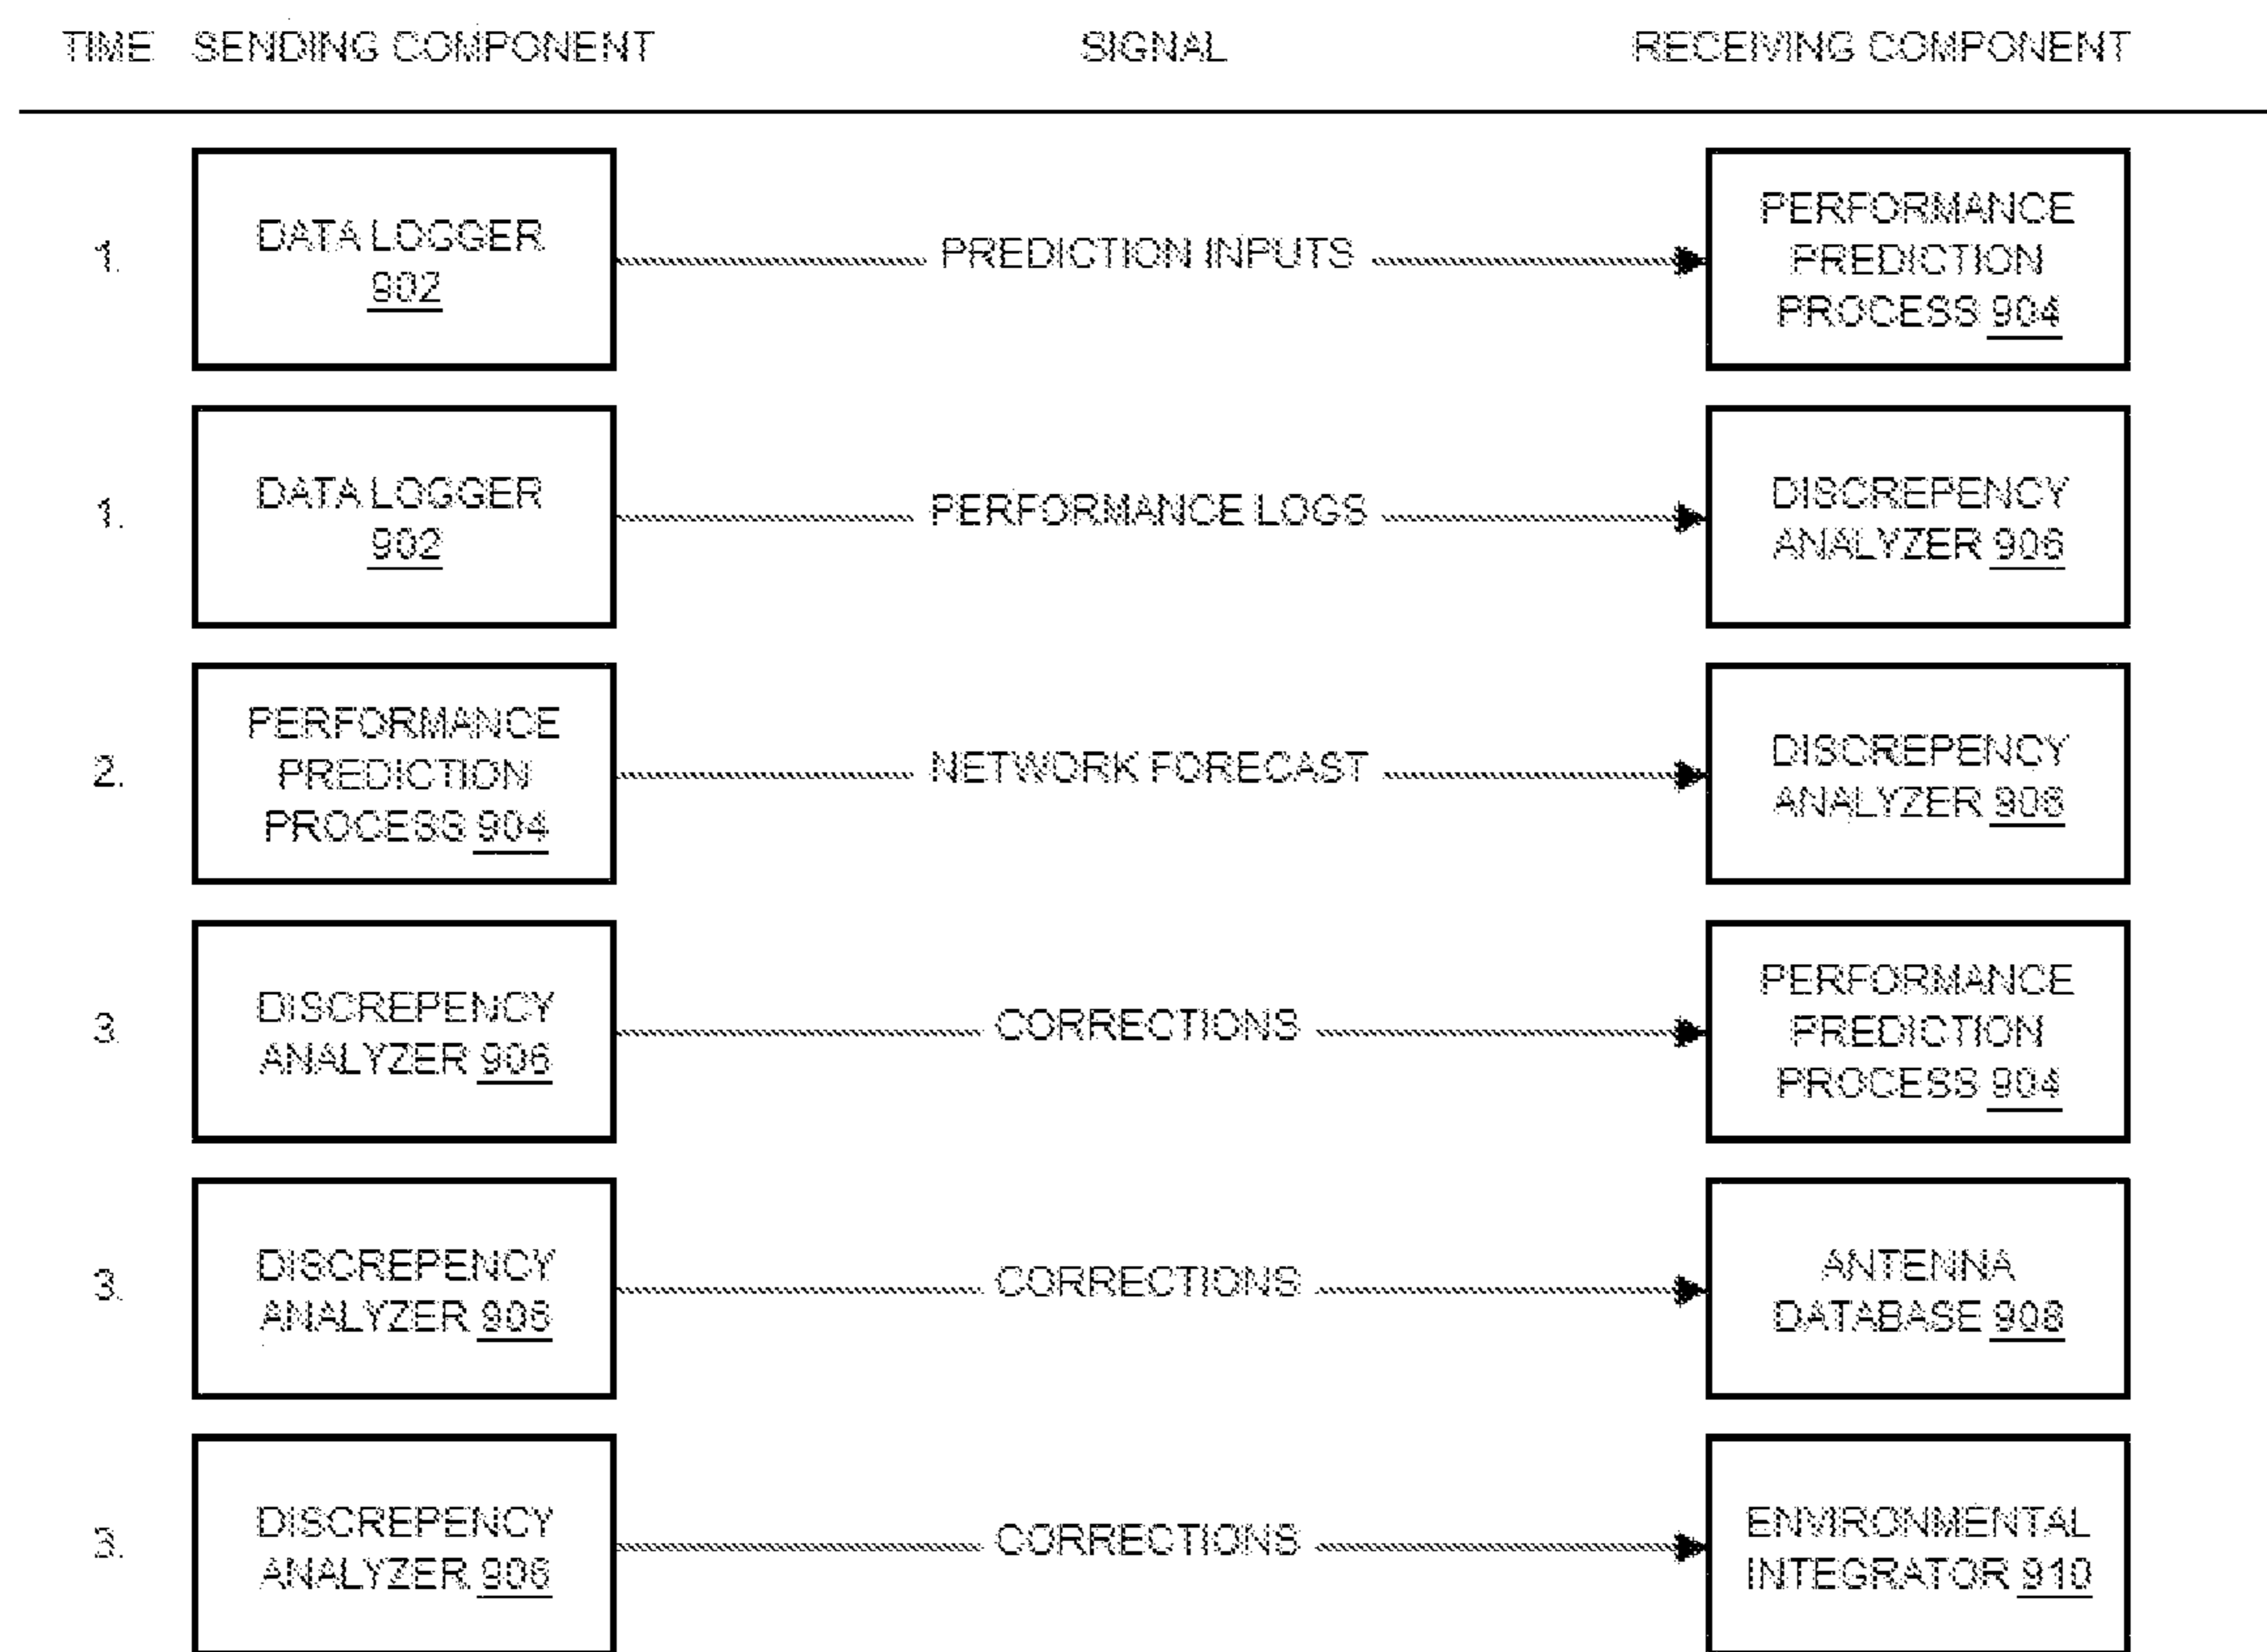 TIME SENDING COMPONENT SIGNAL RECEIVING COMPONENT
1.
DATA LOGGER
902
PREDICTION INPUTS
PERFORMANCE
PREDICTION
PROCESS 904
1.
DATA LOGGER
902
PERFORMANCE LOGS
DISCREPENCY
ANALYZER 906
2.
PERFORMANCE
PREDICTION
PROCESS 904
NETWORK FORECAST
DISCREPENCY
ANALYZER 906
3.
DISCREPENCY
ANALYZER 906
CORRECTIONS
PERFORMANCE
PREDICTION
PROCESS 904
3.
DISCREPENCY
ANALYZER 906
CORRECTIONS
ANTENNA
DATABASE 908
3.
DISCREPENCY
ANALYZER 906
CORRECTIONS
ENVIRONMENTAL
INTEGRATOR 910